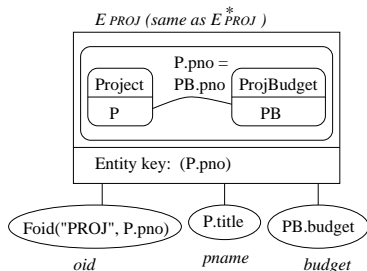 E PROJ (same as E*PROJ)
P.pno =
PB.pno
Project
ProjBudget
P
PB
Entity key: (P.pno)
Foid("PROJ", P.pno)
P.title
PB.budget
oid
pname
budget